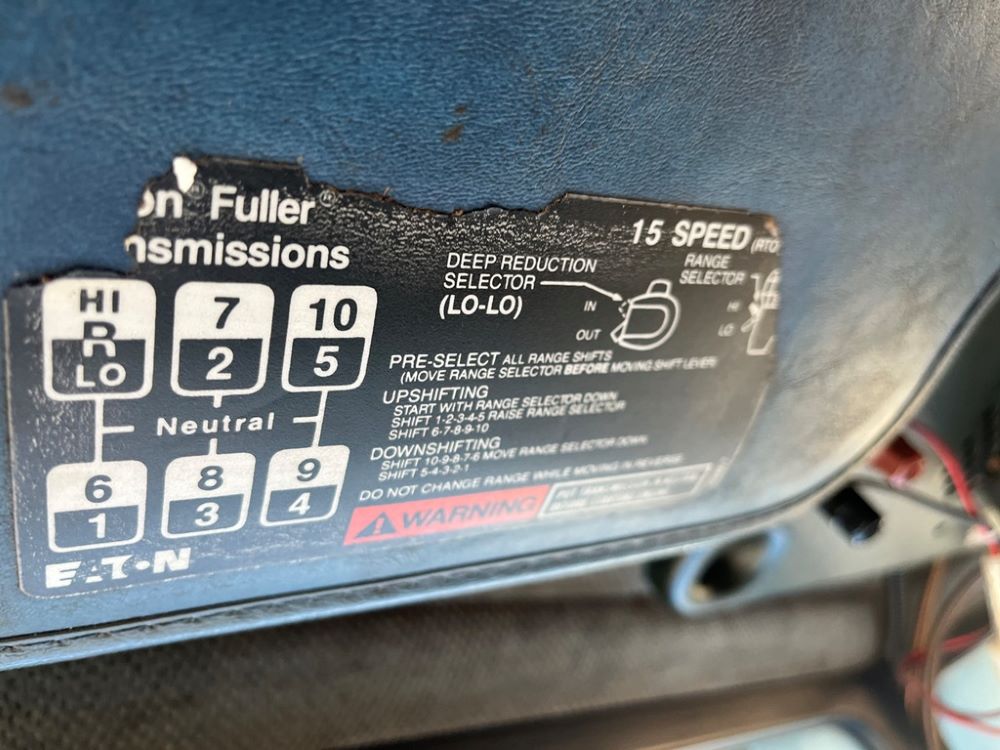 on® Fuller®
nsmissions
15 SPEED (RTO
HI
R
LO
7
2
10
5
Neutral
6
1
8
3
9
4
EATON
DEEP REDUCTION
SELECTOR
(LO-LO)
IN
OUT
RANGE
SELECTOR
HI
LO
PRE-SELECT ALL RANGE SHIFTS
(MOVE RANGE SELECTOR BEFORE MOVING SHIFT LEVER)
UPSHIFTING
START WITH RANGE SELECTOR DOWN
SHIFT 1-2-3-4-5 RAISE RANGE SELECTOR
SHIFT 6-7-8-9-10
DOWNSHIFTING
SHIFT 10-9-8-7-6 MOVE RANGE SELECTOR DOWN
SHIFT 5-4-3-2-1
DO NOT CHANGE RANGE WHILE MOVING IN REVERSE
WARNING